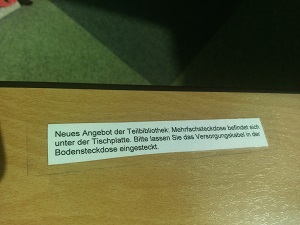 Neues Angebot der Teilbibliothek: Mehrfachsteckdose befindet sich
unter der Tischplatte. Bitte lassen Sie das Versorgungskabel in der
Bodensteckdose eingesteckt.